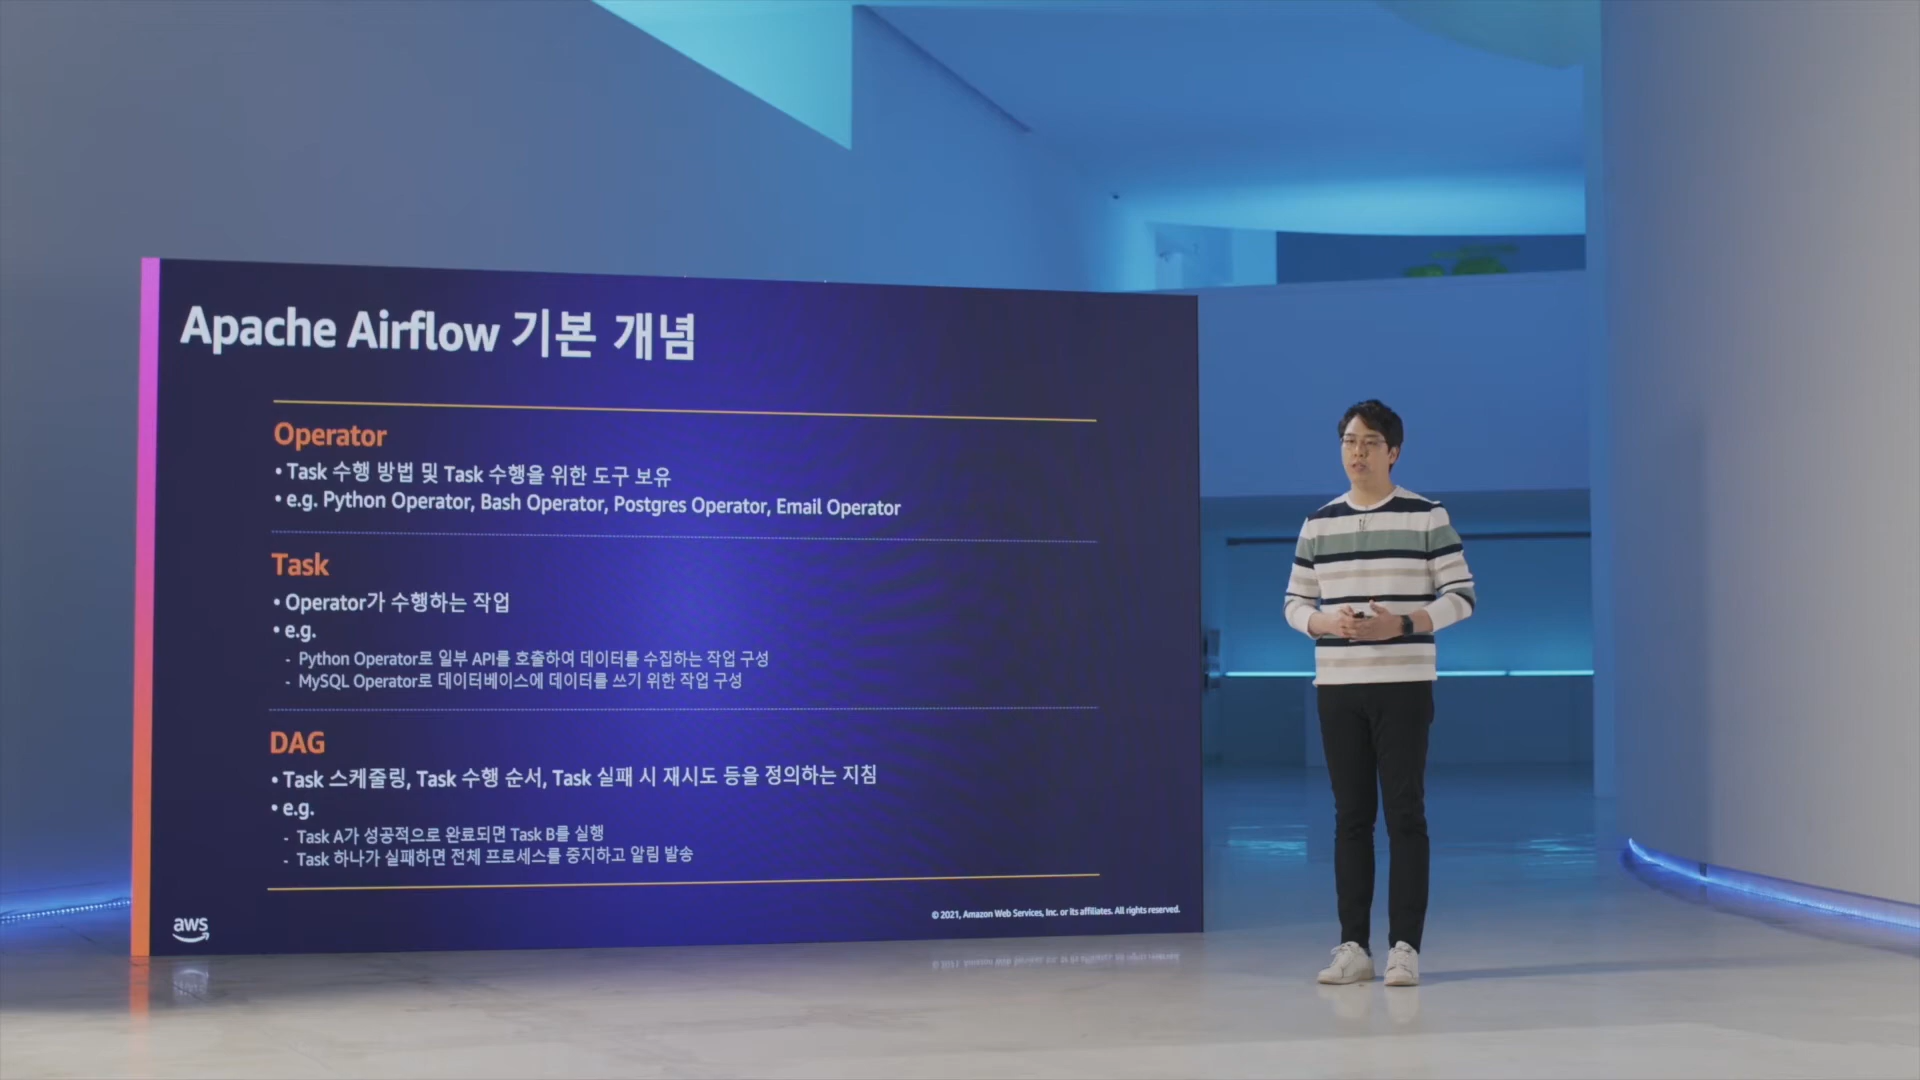 Apache Airflow 기본 개념
Operator
• Task 수행 방법 및 Task 수행을 위한 도구 보유
• e.g. Python Operator, Bash Operator, Postgres Operator, Email Operator
Task
• Operator가 수행하는 작업
• e.g.
- Python Operator로 일부 API를 호출하여 데이터를 수집하는 작업 구성
- MySQL Operator로 데이터베이스에 데이터를 쓰기 위한 작업 구성
DAG
• Task 스케줄링, Task 수행 순서, Task 실패 시 재시도 등을 정의하는 지침
• e.g.
- Task A가 성공적으로 완료되면 Task B를 실행
- Task 하나가 실패하면 전체 프로세스를 중지하고 알림 발송
aws
© 2021, Amazon Web Services, Inc. or its affiliates. All rights reserved.